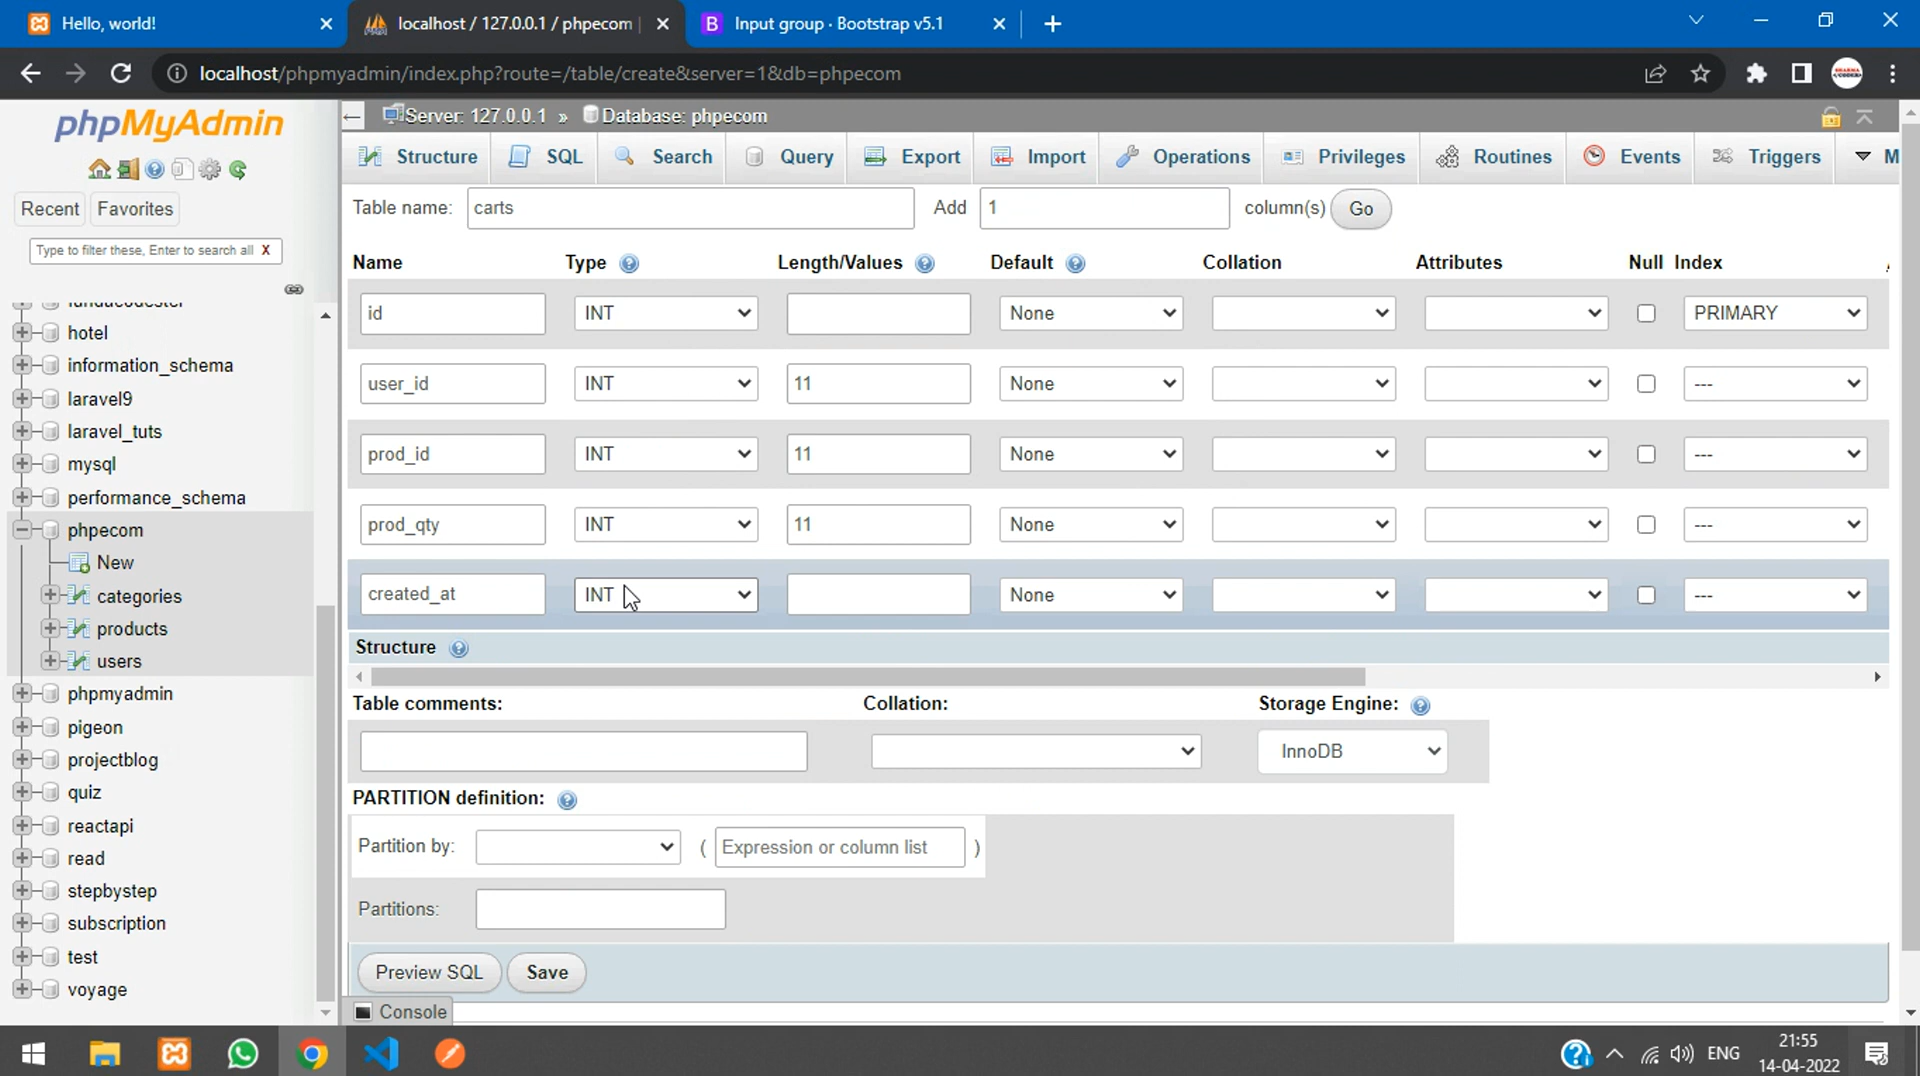 Hello, world!
localhost / 127.0.0.1 / phpecom
Input group · Bootstrap v5.1
localhost/phpmyadmin/index.php?route=/table/create&server=1&db=phpecom
phpMyAdmin
Recent
Favorites
Type to filter these, Enter to search all X
hotel
information_schema
laravel9
laravel_tuts
mysql
performance_schema
phpecom
New
categories
products
users
phpmyadmin
pigeon
projectblog
quiz
reactapi
read
stepbystep
subscription
test
voyage
Server: 127.0.0.1 » Database: phpecom
Structure SQL Search Query Export Import Operations Privileges Routines Events Triggers M
Table name: carts Add 1 column(s) Go
Name Type Length/Values Default Collation Attributes Null Index
id INT None PRIMARY
user_id INT 11 None ---
prod_id INT 11 None ---
prod_qty INT 11 None ---
created_at INT None ---
Structure
Table comments: Collation: Storage Engine:
InnoDB
PARTITION definition:
Partition by: ( Expression or column list )
Partitions:
Preview SQL Save
Console
ENG
21:55
14-04-2022